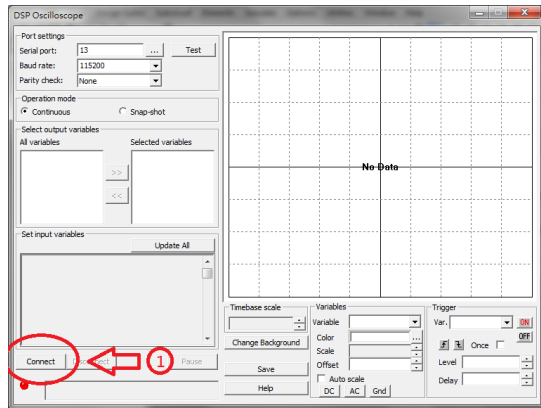 DSP Oscilloscope
Port settings
Serial port: 13 ... Test
Baud rate: 115200
Parity check: None
Operation mode
Continuous Snap-shot
Select output variables
All variables Selected variables
>>
<<
Set input variables
Update All
Connect 1 Pause
No Data
Timebase scale
Change Background
Save
Help
Variables
Variable
Color ...
Scale
Offset
Auto scale
DC AC Gnd
Trigger
Var. ON
OFF
Once
Level
Delay